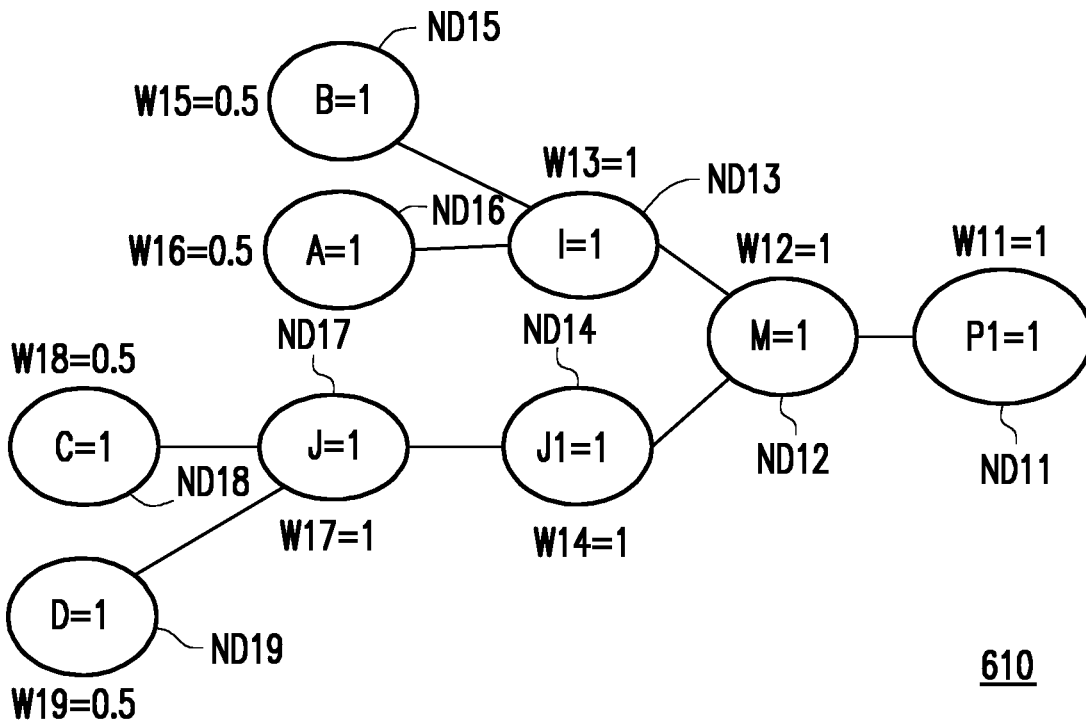 ND15
W15=0.5
B=1
W13=1
ND13
ND16
W16=0.5
A=1
I=1
W12=1
W11=1
ND17
ND14
M=1
P1=1
W18=0.5
C=1
J=1
J1=1
ND12
ND11
ND18
W17=1
W14=1
D=1
ND19
610
W19=0.5